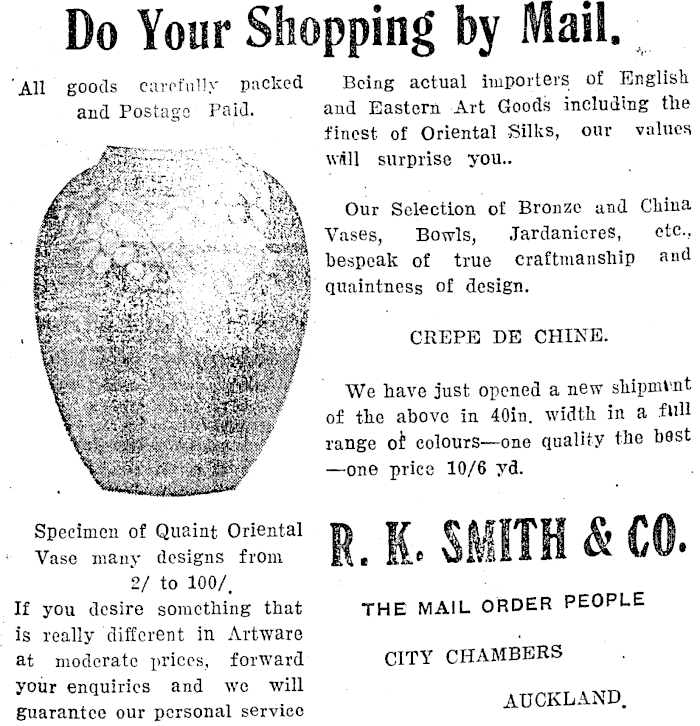 Do Your Shopping by Mail.
All goods carefully packed
and Postage Paid.
Specimen of Quaint Oriental
Vase many designs from
2/ to 100/.
If you desire something that
is really different in Artware
at moderate prices, forward
your enquiries and we will
guarantee our personal service
Being actual importers of English
and Eastern Art Goods including the
finest of Oriental Silks, our values
will surprise you..
Our Selection of Bronze and China
Vases, Bowls, Jardanieres, etc.,
bespeak of true craftmanship and
quaintness of design.
CREPE DE CHINE.
We have just opened a new shipment
of the above in 40in. width in a full
range of colours—one quality the best
—one price 10/6 yd.
R. K. SMITH & CO.
THE MAIL ORDER PEOPLE
CITY CHAMBERS
AUCKLAND.